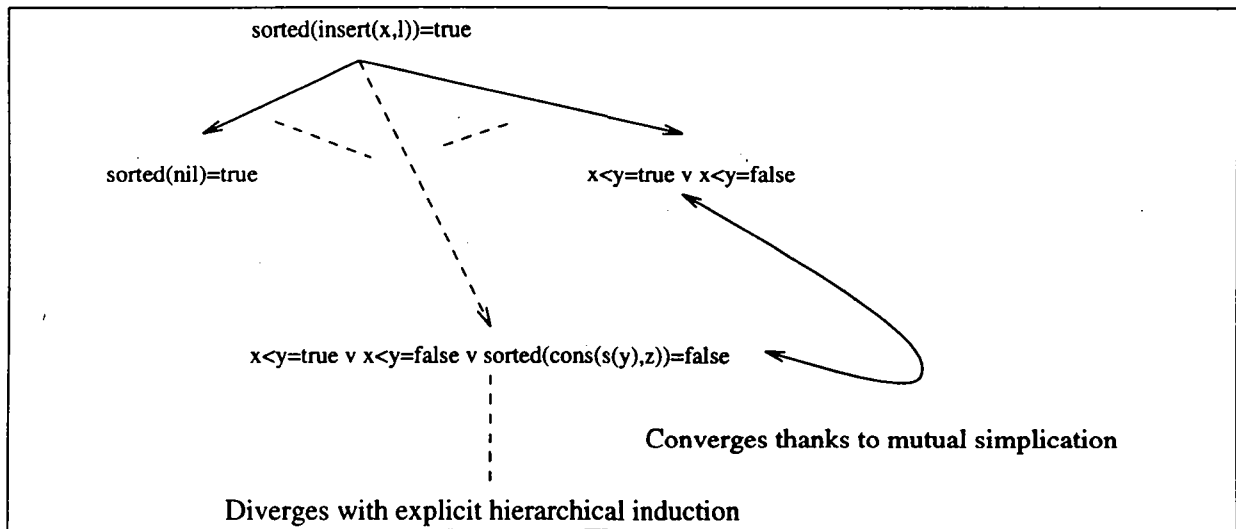 sorted(insert(x,l))=true
sorted(nil)=true
x<y=true v x<y=false
x<y=true v x<y=false v sorted(cons(s(y),z))=false
Converges thanks to mutual simplication
Diverges with explicit hierarchical induction